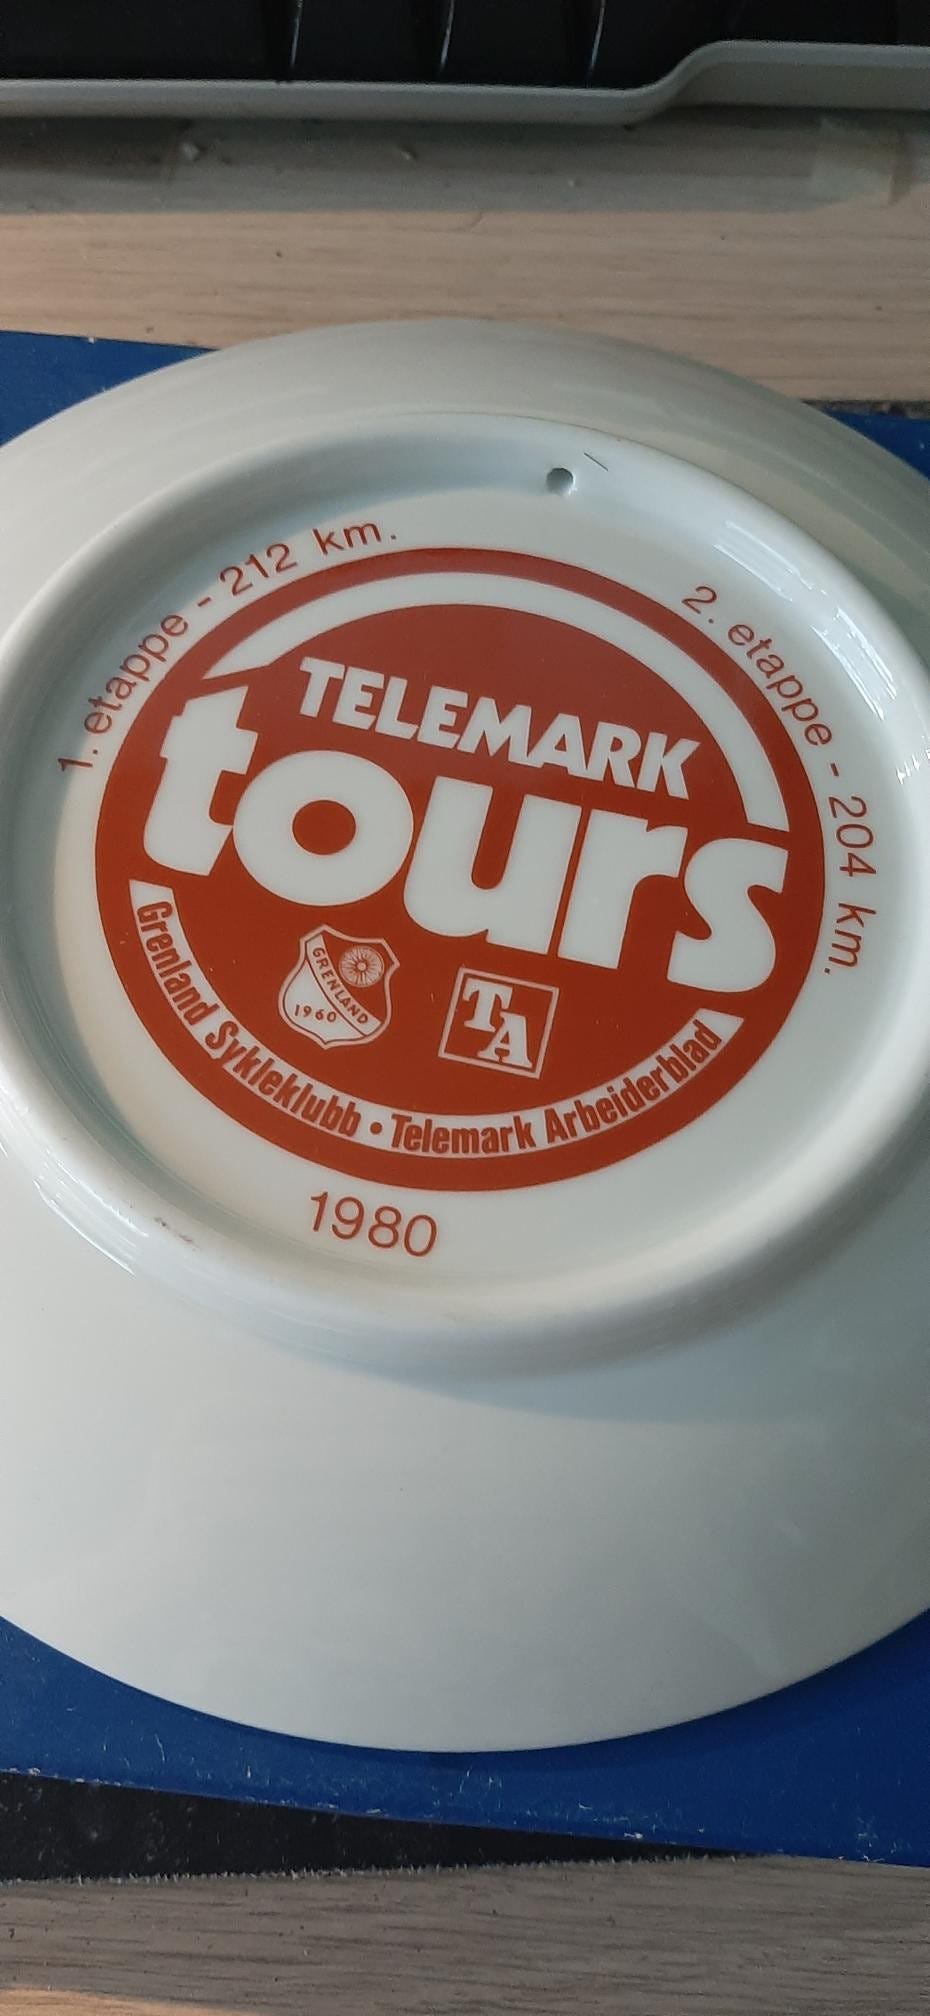 1. etappe - 212 km.
2. etappe - 204 km.
TELEMARK
tours
GRENLAND
1960
TA
Grenland Sykleklubb • Telemark Arbeiderblad
1980